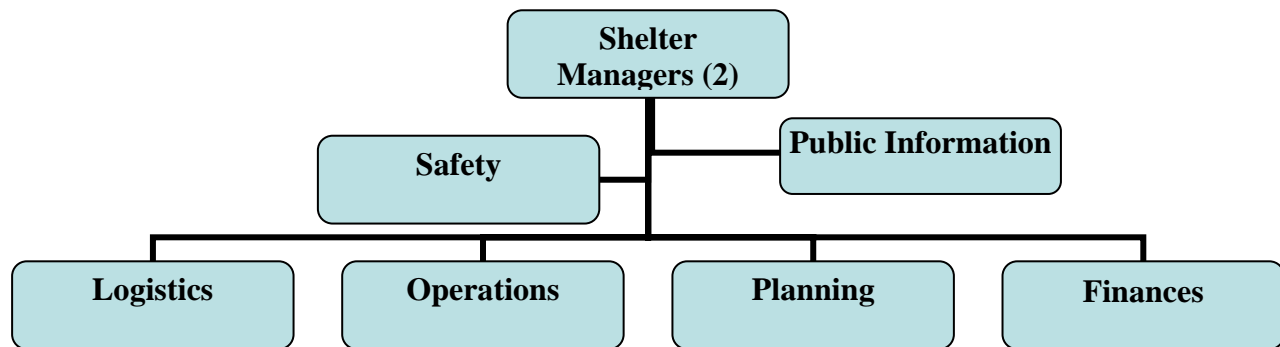 Shelter
Managers (2)
Public Information
Safety
Logistics
Operations
Planning
Finances